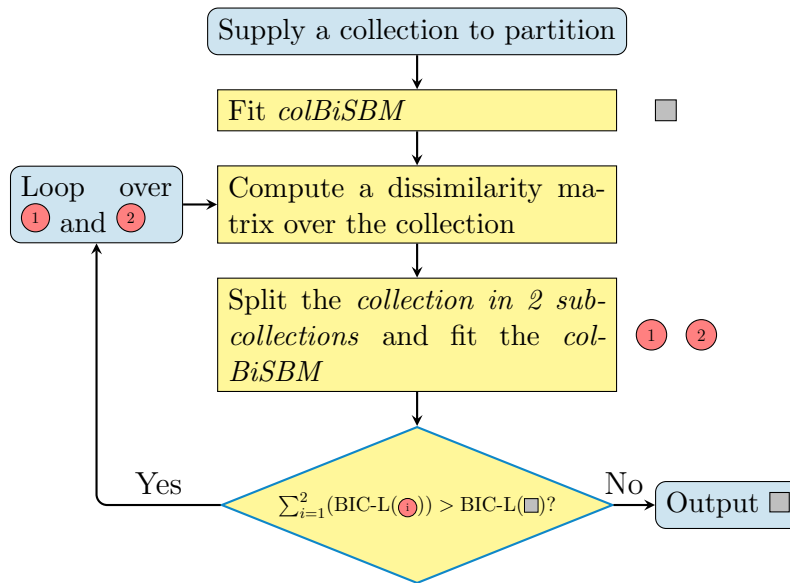 Supply a collection to partition
Fit colBiSBM
Loop over
1 and 2
Compute a dissimilarity ma-
trix over the collection
Split the collection in 2 sub-
collections and fit the col-
BiSBM
1 2
Yes
∑_{i=1}^{2}(BIC-L(i)) > BIC-L(■)?
No
Output